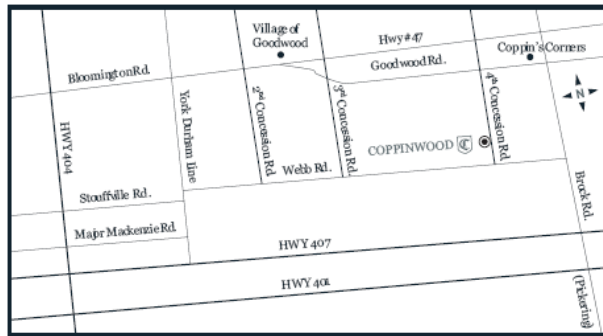 Village of
Goodwood
Hwy #47
Coppin's Corners
Bloomington Rd.
Goodwood Rd.
N
HWY 404
York Durham Line
2nd Concession Rd
3rd Concession Rd.
4th Concession Rd.
COPPINWOOD
Webb Rd.
Stouffville Rd.
Brock Rd.
Major Mackenzie Rd.
HWY 407
HWY 401
(Pickering)